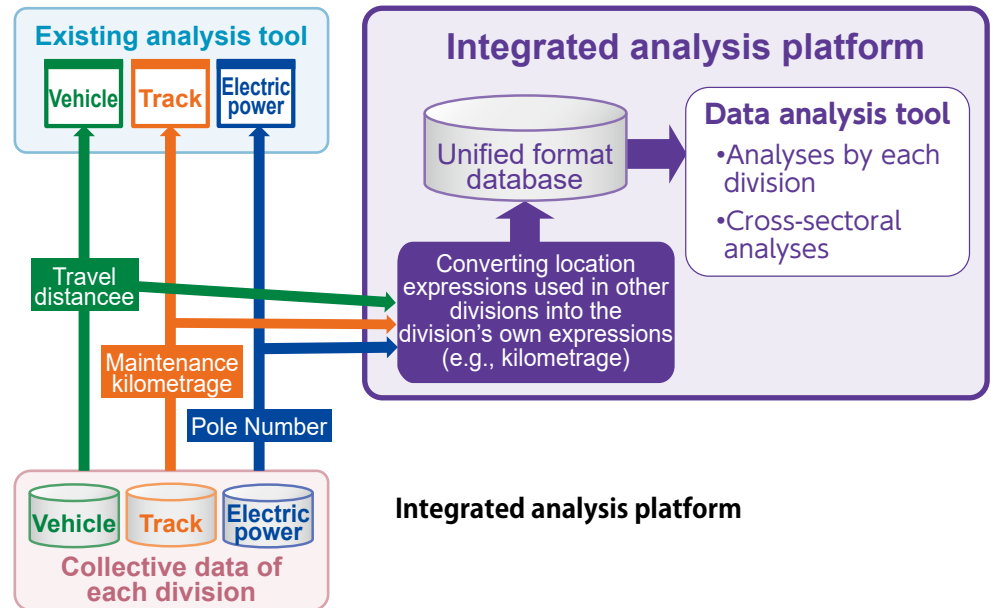 Existing analysis tool
Vehicle
Track
Electric
power
Travel
distancee
Maintenance
kilometrage
Pole Number
Vehicle
Track
Electric
power
Collective data of
each division
Integrated analysis platform
Unified format
database
Data analysis tool
•Analyses by each
division
•Cross-sectoral
analyses
Converting location
expressions used in other
divisions into the
division’s own expressions
(e.g., kilometrage)
Integrated analysis platform